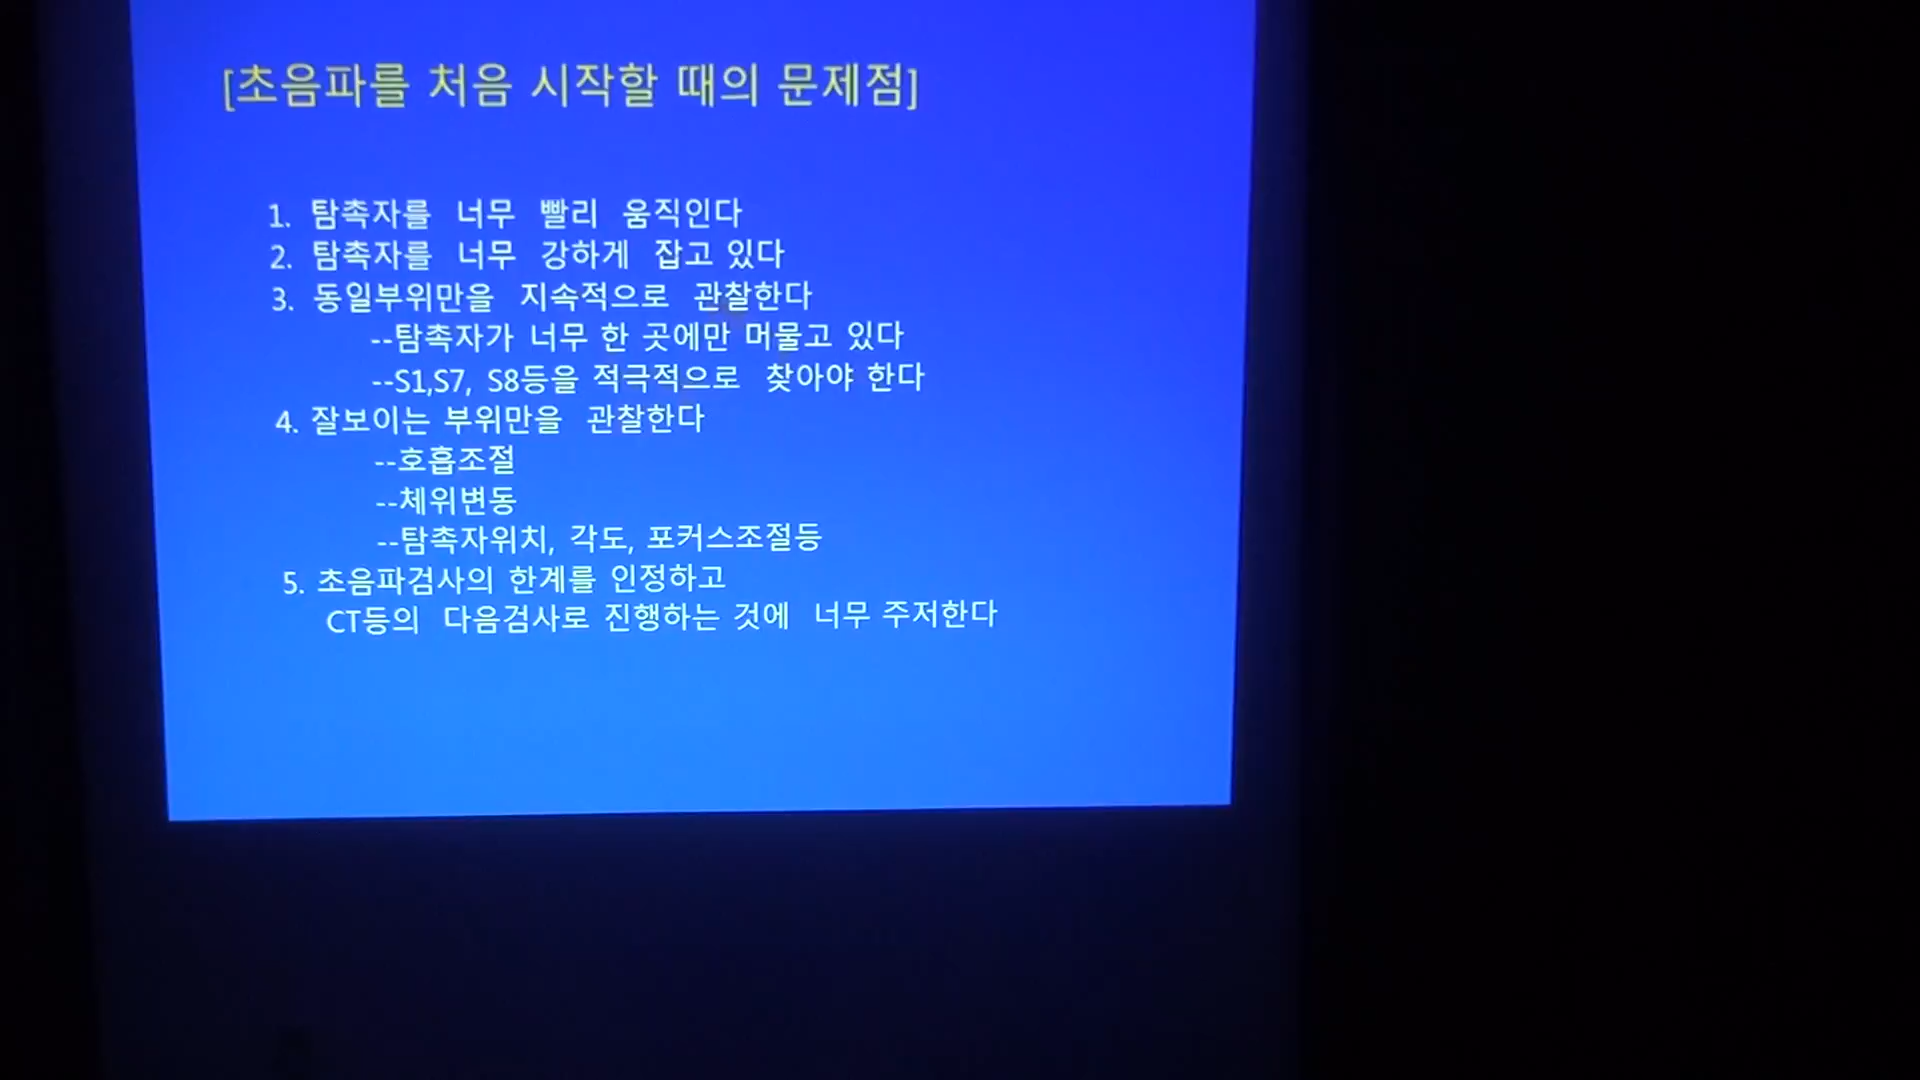 [초음파를 처음 시작할 때의 문제점]
1. 탐촉자를 너무 빨리 움직인다
2. 탐촉자를 너무 강하게 잡고 있다
3. 동일부위만을 지속적으로 관찰한다
--탐촉자가 너무 한 곳에만 머물고 있다
--S1,S7, S8등을 적극적으로 찾아야 한다
4. 잘보이는 부위만을 관찰한다
--호흡조절
--체위변동
--탐촉자위치, 각도, 포커스조절등
5. 초음파검사의 한계를 인정하고
CT등의 다음검사로 진행하는 것에 너무 주저한다